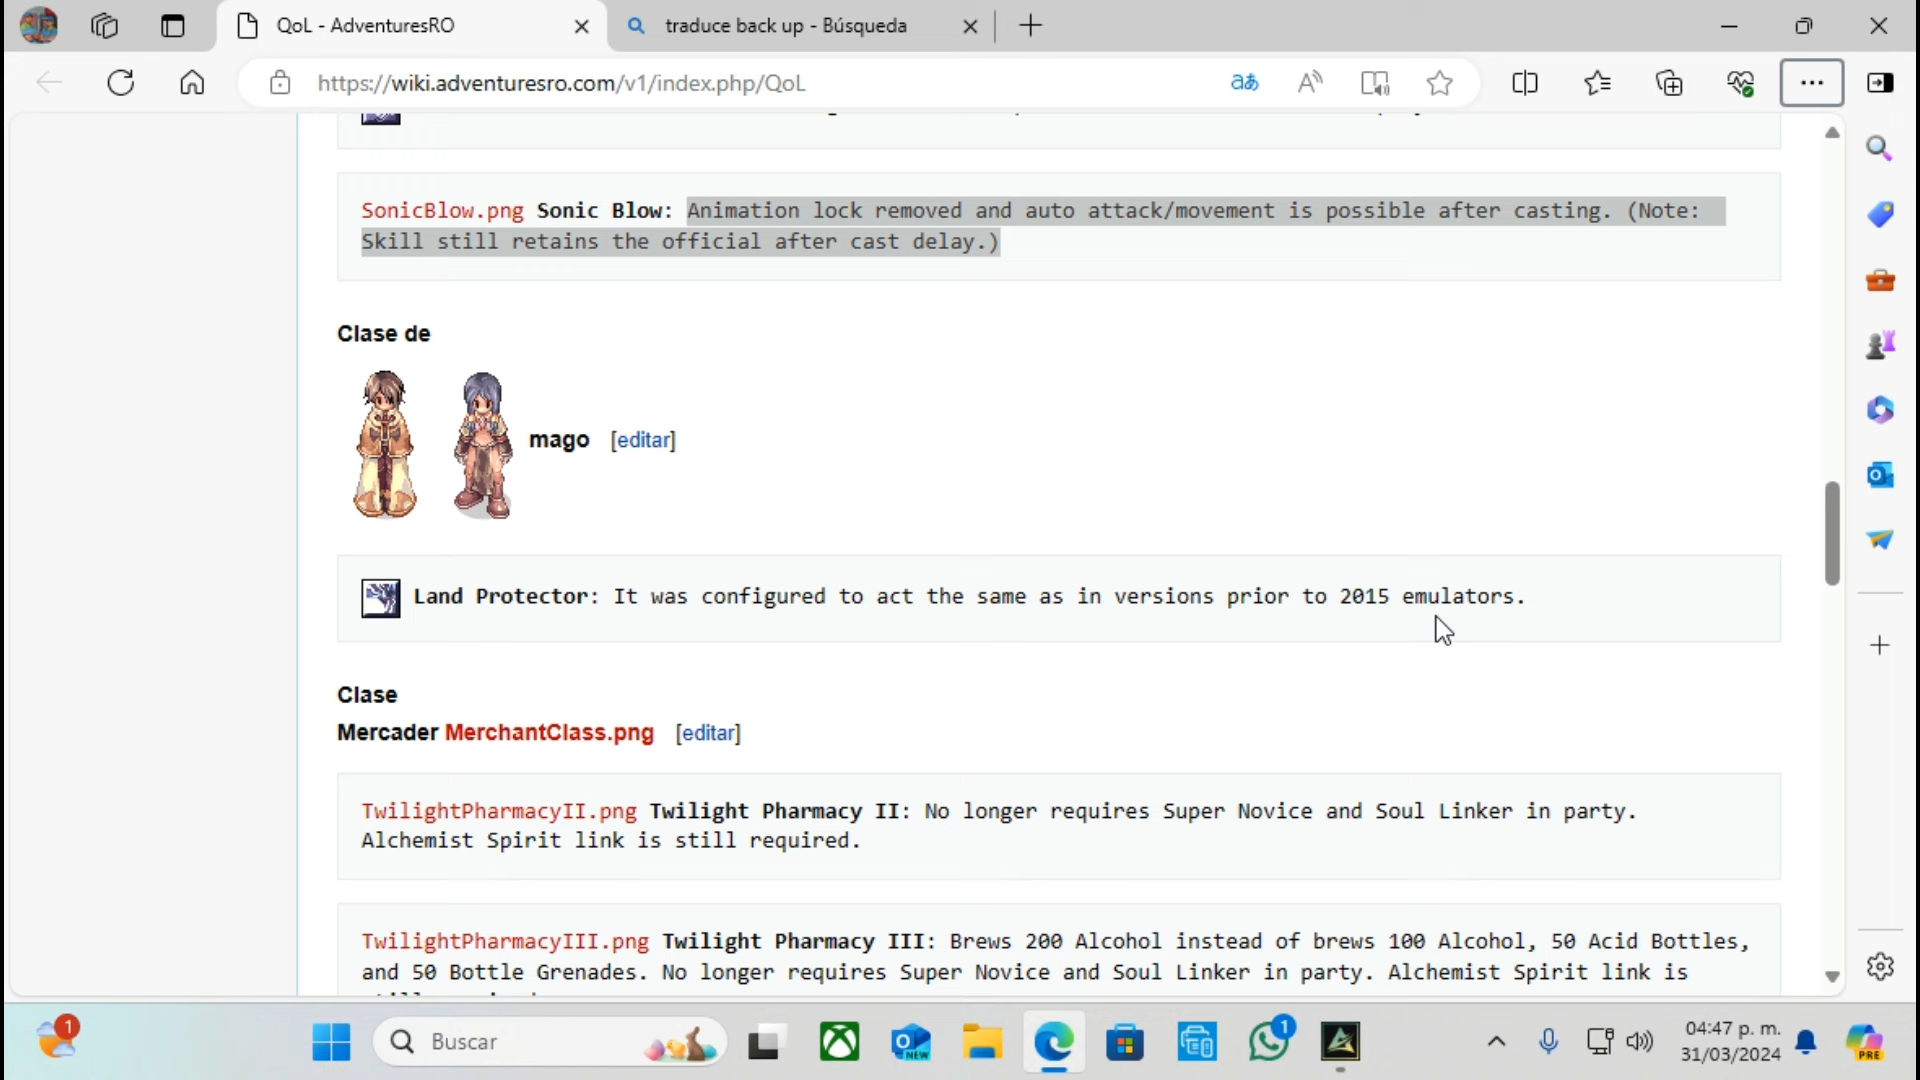 QoL - AdventuresRO
traduce back up - Búsqueda
https://wiki.adventuresro.com/v1/index.php/QoL
aあ
SonicBlow.png Sonic Blow: Animation lock removed and auto attack/movement is possible after casting. (Note:
Skill still retains the official after cast delay.)
Clase de
mago [editar]
Land Protector: It was configured to act the same as in versions prior to 2015 emulators.
Clase
Mercader MerchantClass.png [editar]
TwilightPharmacyII.png Twilight Pharmacy II: No longer requires Super Novice and Soul Linker in party.
Alchemist Spirit link is still required.
TwilightPharmacyIII.png Twilight Pharmacy III: Brews 200 Alcohol instead of brews 100 Alcohol, 50 Acid Bottles,
and 50 Bottle Grenades. No longer requires Super Novice and Soul Linker in party. Alchemist Spirit link is
1
Buscar
NEW
1
04:47 p. m.
31/03/2024
PRE